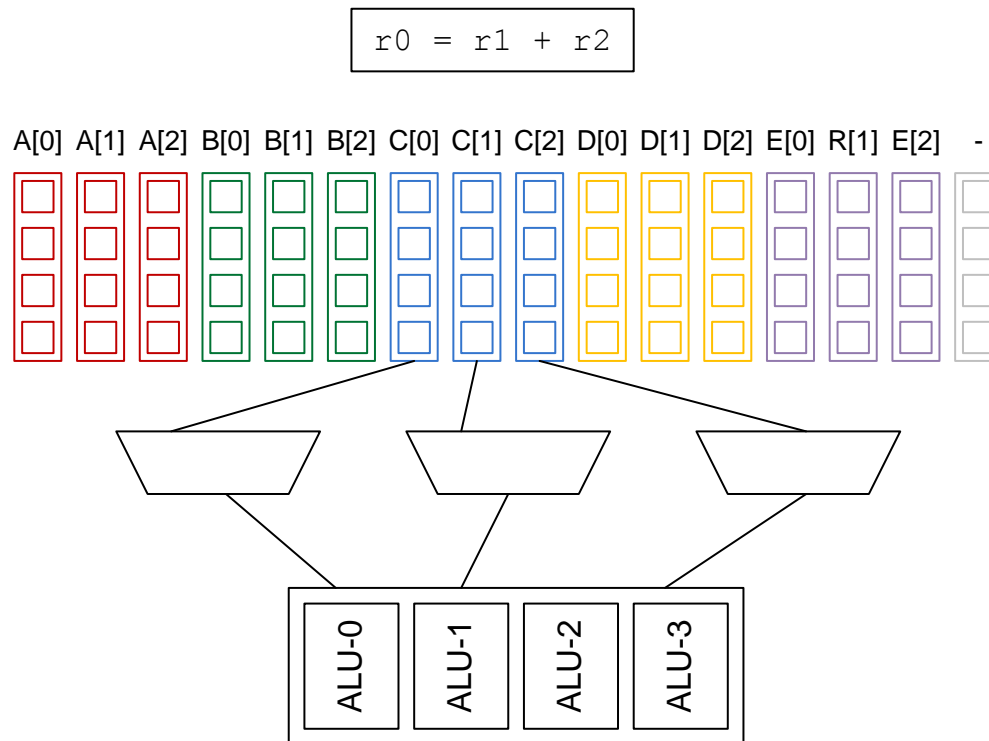 r0 = r1 + r2
A[0] A[1] A[2] B[0] B[1] B[2] C[0] C[1] C[2] D[0] D[1] D[2] E[0] R[1] E[2] -
ALU-0 ALU-1 ALU-2 ALU-3